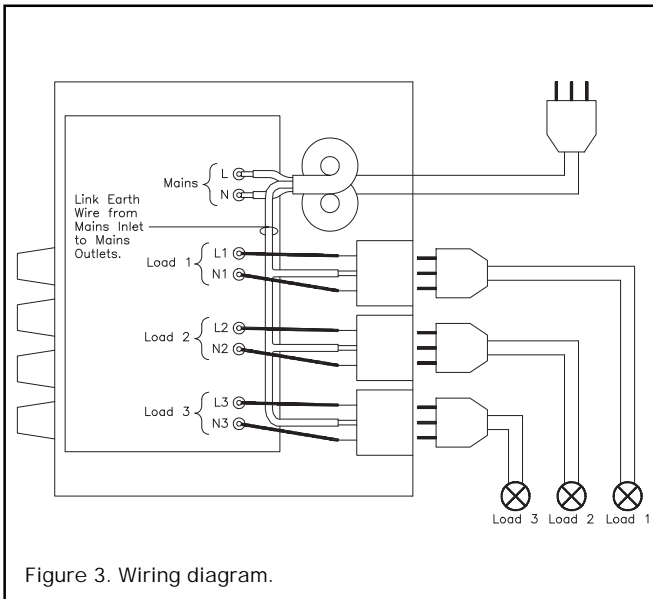 Mains
L
N
Link Earth
Wire from
Mains Inlet
to Mains
Outlets.
Load 1
L1
N1
Load 2
L2
N2
Load 3
L3
N3
Load 3 Load 2 Load 1
Figure 3. Wiring diagram.